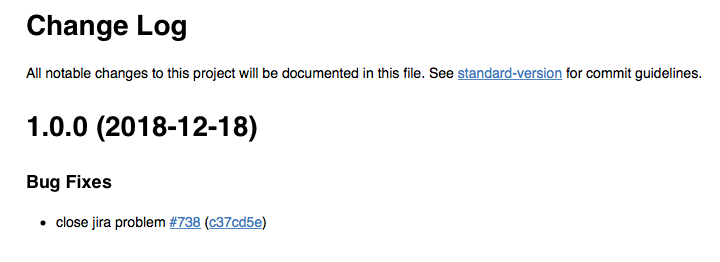 Change Log
All notable changes to this project will be documented in this file. See standard-version for commit guidelines.
1.0.0 (2018-12-18)
Bug Fixes
• close jira problem #738 (c37cd5e)